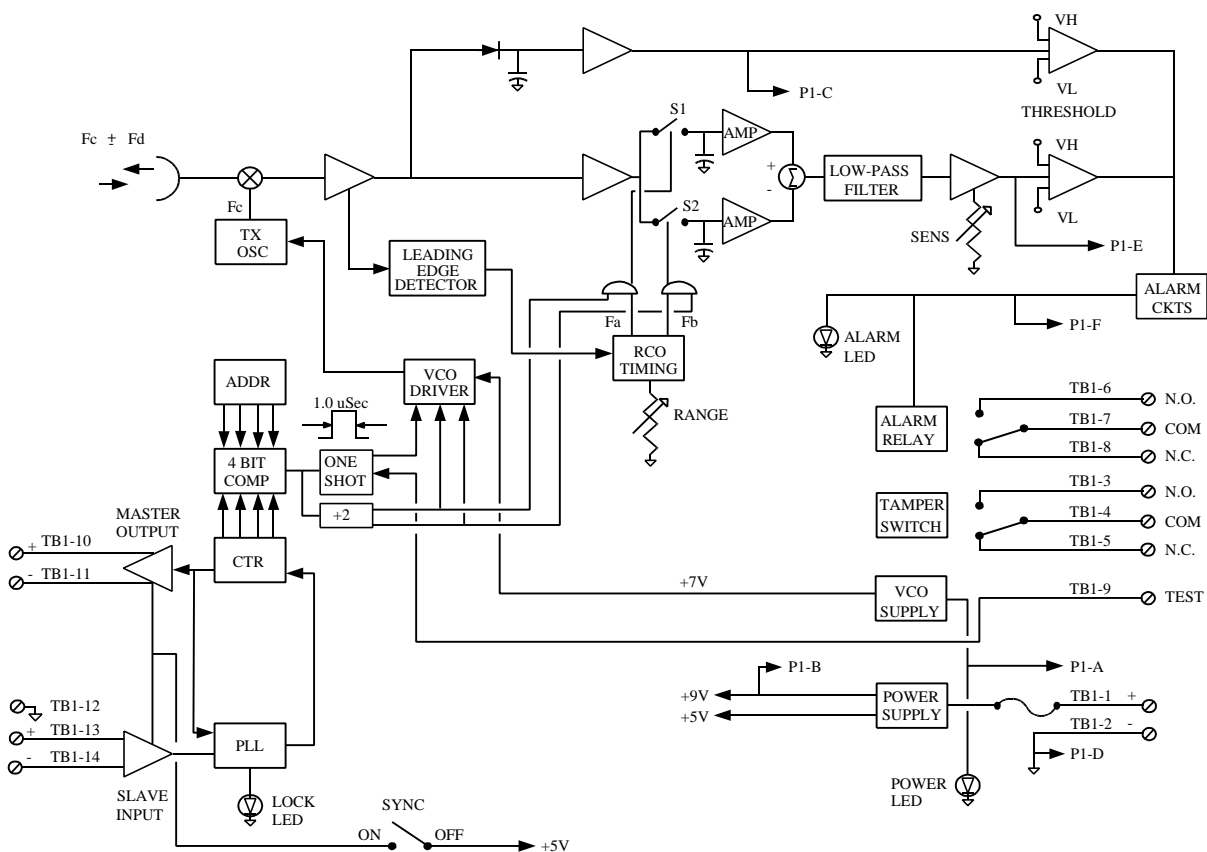 VH
P1-C
VL
THRESHOLD
S1
AMP
Fc ± Fd
VH
+
-
Σ
LOW-PASS
FILTER
S2
AMP
VL
SENS
P1-E
Fc
TX
OSC
LEADING
EDGE
DETECTOR
ALARM
CKTS
Fa
Fb
P1-F
ALARM
LED
RCO
TIMING
RANGE
ADDR
VCO
DRIVER
1.0 uSec
4 BIT
COMP
ONE
SHOT
+2
ALARM
RELAY
TB1-6
N.O.
TB1-7
COM
TB1-8
N.C.
TAMPER
SWITCH
TB1-3
N.O.
TB1-4
COM
TB1-5
N.C.
MASTER
OUTPUT
+ TB1-10
- TB1-11
CTR
+7V
VCO
SUPPLY
TB1-9
TEST
P1-B
P1-A
+9V
+5V
POWER
SUPPLY
TB1-1 +
TB1-2 -
P1-D
POWER
LED
TB1-12
+ TB1-13
- TB1-14
PLL
SLAVE
INPUT
LOCK
LED
SYNC
ON
OFF
+5V